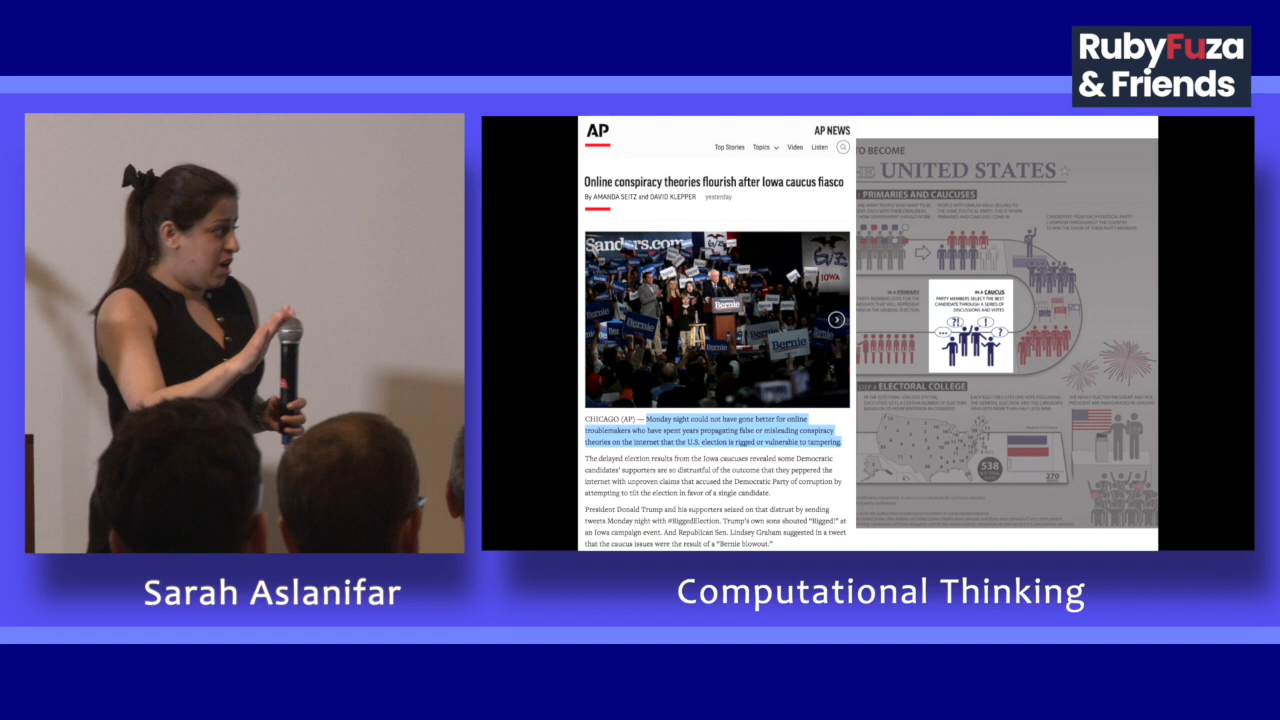 RubyFuza
& Friends
AP
AP NEWS
Top Stories Topics Video Listen
Online conspiracy theories flourish after Iowa caucus fiasco
By AMANDA SEITZ and DAVID KLEPPER yesterday
Sanders.com
IOWA
Bernie
Bernie
Bernie
Bernie
Bernie
CHICAGO (AP) — Monday night could not have gone better for online
troublemakers who have spent years propagating false or misleading conspiracy
theories on the internet that the U.S. election is rigged or vulnerable to tampering.
The delayed election results from the Iowa caucuses revealed some Democratic
candidates' supporters are so distrustful of the outcome that they peppered the
internet with unproven claims that accused the Democratic Party of corruption by
attempting to tilt the election in favor of a single candidate.
President Donald Trump and his supporters seized on that distrust by sending
tweets Monday night with #RiggedElection. Trump's own sons shouted "Rigged!" at
an Iowa campaign event. And Republican Sen. Lindsey Graham suggested in a tweet
that the caucus issues were the result of a "Bernie blowout."
TO BECOME
UNITED STATES
PRIMARIES AND CAUCUSES
IN A PRIMARY
IN A CAUCUS
PARTY MEMBERS SELECT THE BEST
CANDIDATE THROUGH A SERIES OF
DISCUSSIONS AND VOTES
?! ! ... ?
ELECTORAL COLLEGE
538
270
Sarah Aslanifar
Computational Thinking